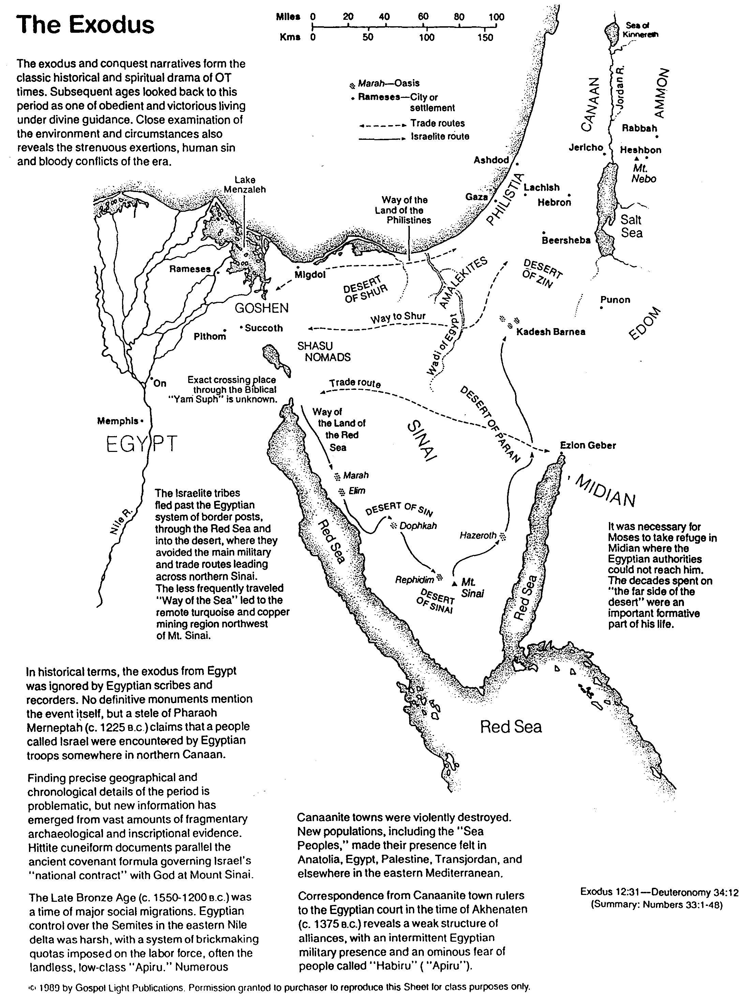 The Exodus
The exodus and conquest narratives form the
classic historical and spiritual drama of OT
times. Subsequent ages looked back to this
period as one of obedient and victorious living
under divine guidance. Close examination of
the environment and circumstances also
reveals the strenuous exertions, human sin
and bloody conflicts of the era.
Miles 0 20 40 60 80 100
Kms 0 50 100 150
Marah—Oasis
Rameses—City or
settlement
Trade routes
Israelite route
Sea of
Kinnereth
Jordan R.
CANAAN
AMMON
Rabbah
Jericho
Heshbon
Mt.
Nebo
Ashdod
PHILISTIA
Lachish
Gaza
Hebron
Salt
Sea
Beersheba
Lake
Menzaleh
Way of the
Land of the
Philistines
Rameses
Migdol
DESERT
OF SHUR
AMALEKITES
DESERT
OF ZIN
Punon
EDOM
GOSHEN
Way to Shur
Wadi of Egypt
Kadesh Barnea
Succoth
Pithom
SHASU
NOMADS
On
Exact crossing place
through the Biblical
"Yam Suph" is unknown.
Trade route
DESERT OF PARAN
Memphis
EGYPT
Way of
the Land of
the Red
Sea
SINAI
Ezion Geber
MIDIAN
Marah
Elim
DESERT OF SIN
Dophkah
Hazeroth
Nile R.
Red Sea
Red Sea
Rephidim
Mt.
Sinai
DESERT
OF SINAI
The Israelite tribes
fled past the Egyptian
system of border posts,
through the Red Sea and
into the desert, where they
avoided the main military
and trade routes leading
across northern Sinai.
The less frequently traveled
"Way of the Sea" led to the
remote turquoise and copper
mining region northwest
of Mt. Sinai.
It was necessary for
Moses to take refuge in
Midian where the
Egyptian authorities
could not reach him.
The decades spent on
"the far side of the
desert" were an
important formative
part of his life.
Red Sea
In historical terms, the exodus from Egypt
was ignored by Egyptian scribes and
recorders. No definitive monuments mention
the event itself, but a stele of Pharaoh
Merneptah (c. 1225 B.C.) claims that a people
called Israel were encountered by Egyptian
troops somewhere in northern Canaan.
Finding precise geographical and
chronological details of the period is
problematic, but new information has
emerged from vast amounts of fragmentary
archaeological and inscriptional evidence.
Hittite cuneiform documents parallel the
ancient covenant formula governing Israel's
"national contract" with God at Mount Sinai.
The Late Bronze Age (c. 1550-1200 B.C.) was
a time of major social migrations. Egyptian
control over the Semites in the eastern Nile
delta was harsh, with a system of brickmaking
quotas imposed on the labor force, often the
landless, low-class "Apiru." Numerous
Canaanite towns were violently destroyed.
New populations, including the "Sea
Peoples," made their presence felt in
Anatolia, Egypt, Palestine, Transjordan, and
elsewhere in the eastern Mediterranean.
Correspondence from Canaanite town rulers
to the Egyptian court in the time of Akhenaten
(c. 1375 B.C.) reveals a weak structure of
alliances, with an intermittent Egyptian
military presence and an ominous fear of
people called "Habiru" ( "Apiru").
Exodus 12:31—Deuteronomy 34:12
(Summary: Numbers 33:1-48)
(C) 1989 by Gospel Light Publications. Permission granted to purchaser to reproduce this Sheet for class purposes only.